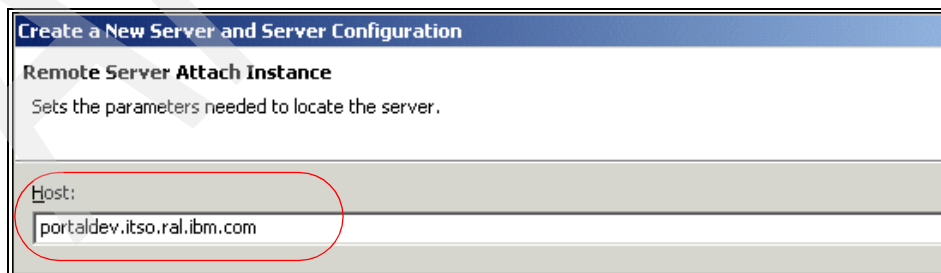 Create a New Server and Server Configuration
Remote Server Attach Instance
Sets the parameters needed to locate the server.
Host:
portaldev.itso.ral.ibm.com